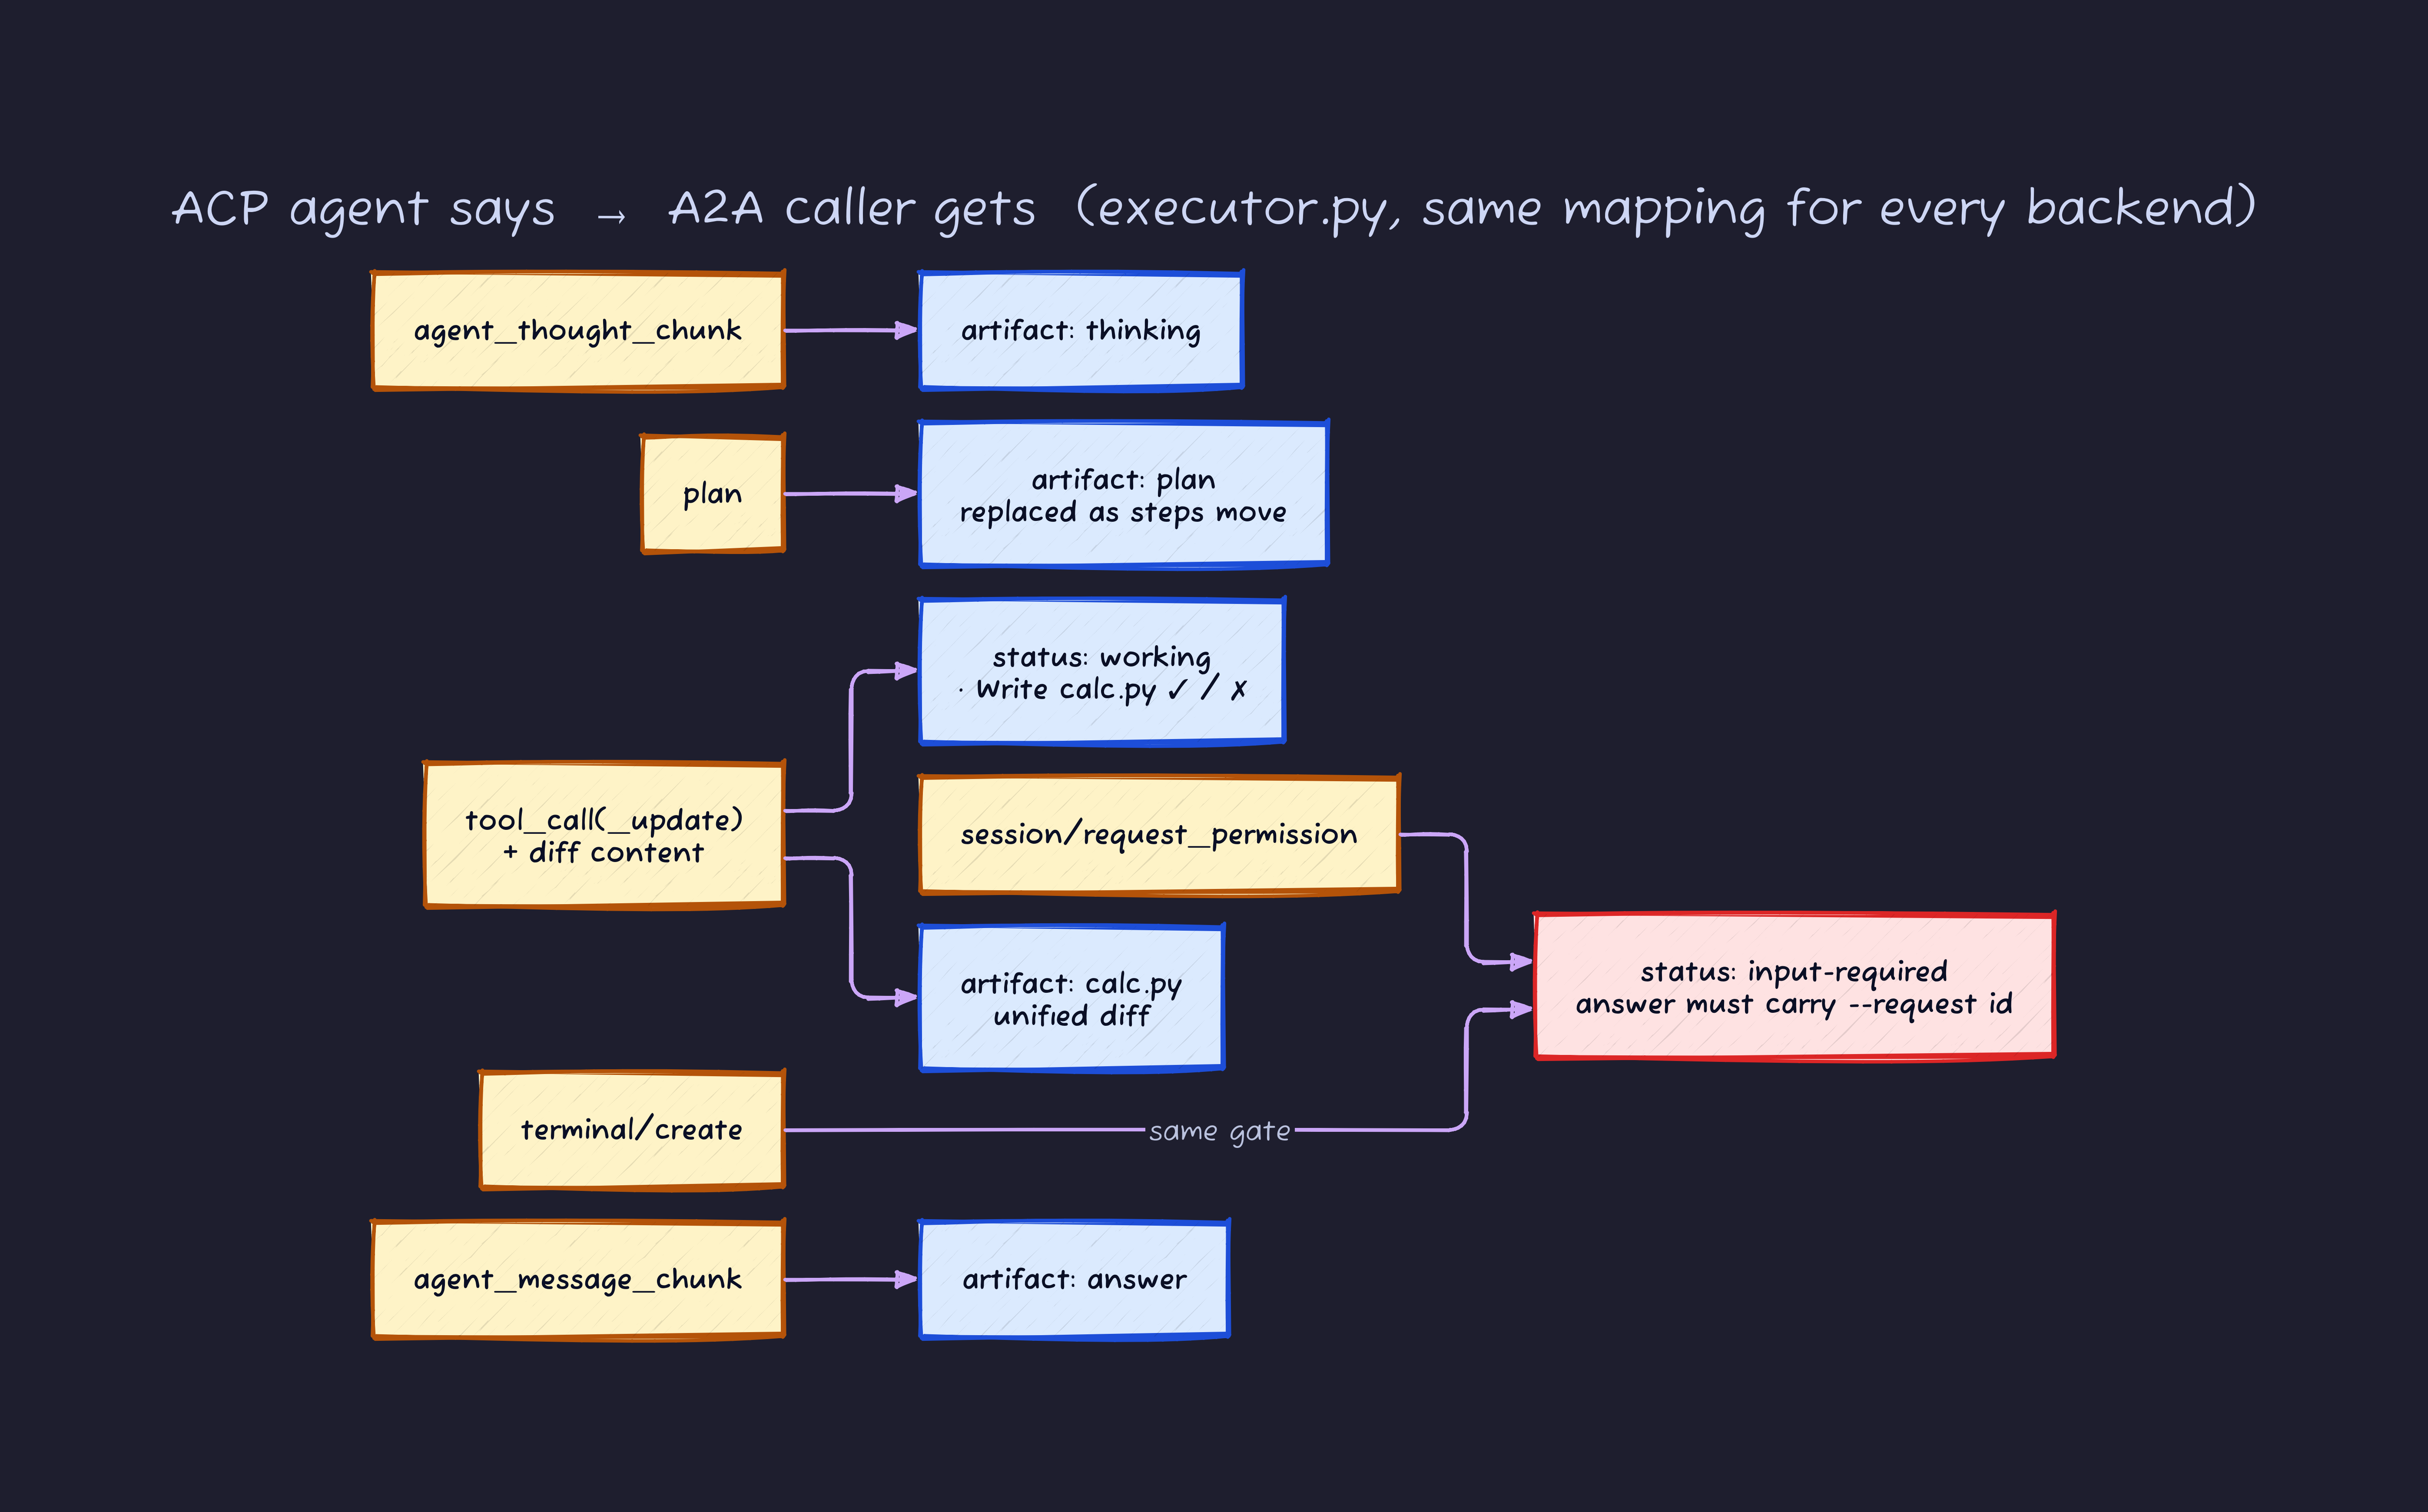 ACP agent says → A2A caller gets (executor.py, same mapping for every backend)
agent_thought_chunk
artifact: thinking
plan
artifact: plan
replaced as steps move
status: working
· Write calc.py ✓ / ✗
tool_call(_update)
+ diff content
session/request_permission
artifact: calc.py
unified diff
status: input-required
answer must carry --request id
terminal/create
same gate
agent_message_chunk
artifact: answer